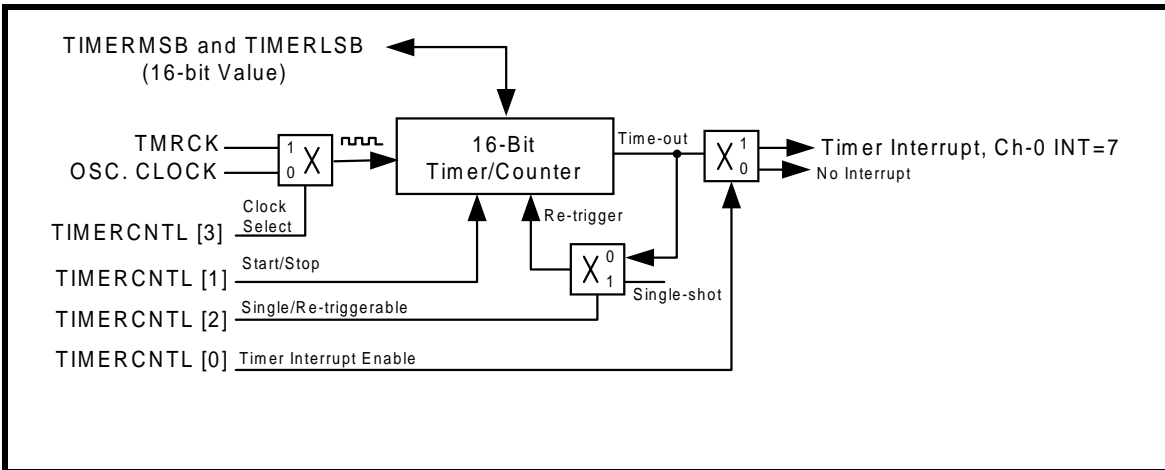 TIMERMSB and TIMERLSB
(16-bit Value)
TMRCK
OSC. CLOCK
1
0
X
16-Bit
Timer/Counter
Time-out
X
1
0
Timer Interrupt, Ch-0 INT=7
No Interrupt
Clock
Select
TIMERCNTL [3]
Re-trigger
X
0
1
Single-shot
Start/Stop
TIMERCNTL [1]
Single/Re-triggerable
TIMERCNTL [2]
Timer Interrupt Enable
TIMERCNTL [0]